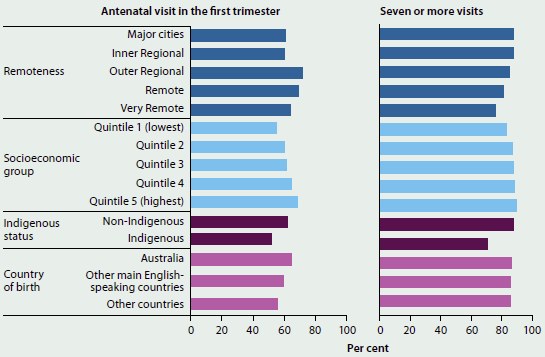 Antenatal visit in the first trimester
Seven or more visits
Remoteness
Major cities
Inner Regional
Outer Regional
Remote
Very Remote
Socioeconomic
group
Quintile 1 (lowest)
Quintile 2
Quintile 3
Quintile 4
Quintile 5 (highest)
Indigenous
status
Non-Indigenous
Indigenous
Country
of birth
Australia
Other main English-
speaking countries
Other countries
0 20 40 60 80 100
0 20 40 60 80 100
Per cent